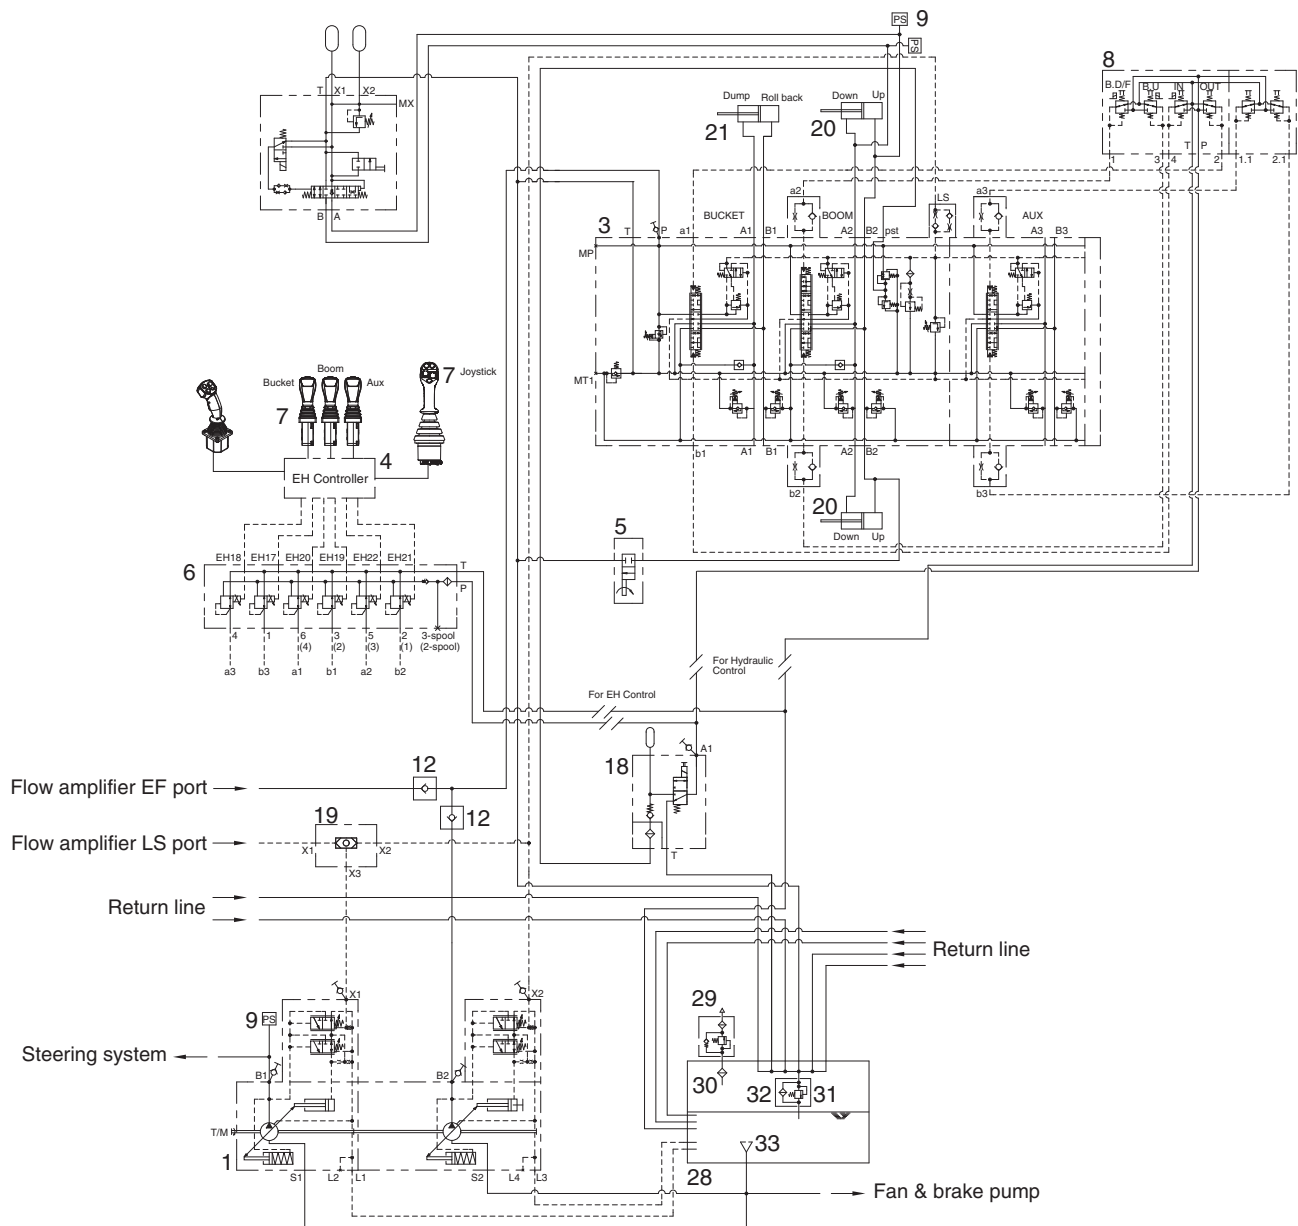 PS 9
PS
8
T X1 X2
MX
B.D/F B.U IN OUT
T P
1 3 4 2 1.1 2.1
Dump Roll back
21
Down Up
20
B A
a2 LS a3
3 T P a1 BUCKET A1 B1 BOOM A2 B2 pst AUX A3 B3
MP
MT1
b1 A1 B1 b2 A2 B2 b3
20
Down Up
Bucket Boom Aux
7
7 Joystick
4
EH Controller
5
6
EH18 EH17 EH20 EH19 EH22 EH21
T
P
4 1 6 3 5 2 3-spool
(4) (2) (3) (1) (2-spool)
a3 b3 a1 b1 a2 b2
For Hydraulic
Control
For EH Control
18
A1
T
Flow amplifier EF port
12
12
19
Flow amplifier LS port
X1 X2
X3
Return line
Return line
X1 X2
9 PS
29
Steering system
30
32 31
B1 B2
T/M
1
33
28
S1 L2 L1 S2 L4 L3
Fan & brake pump